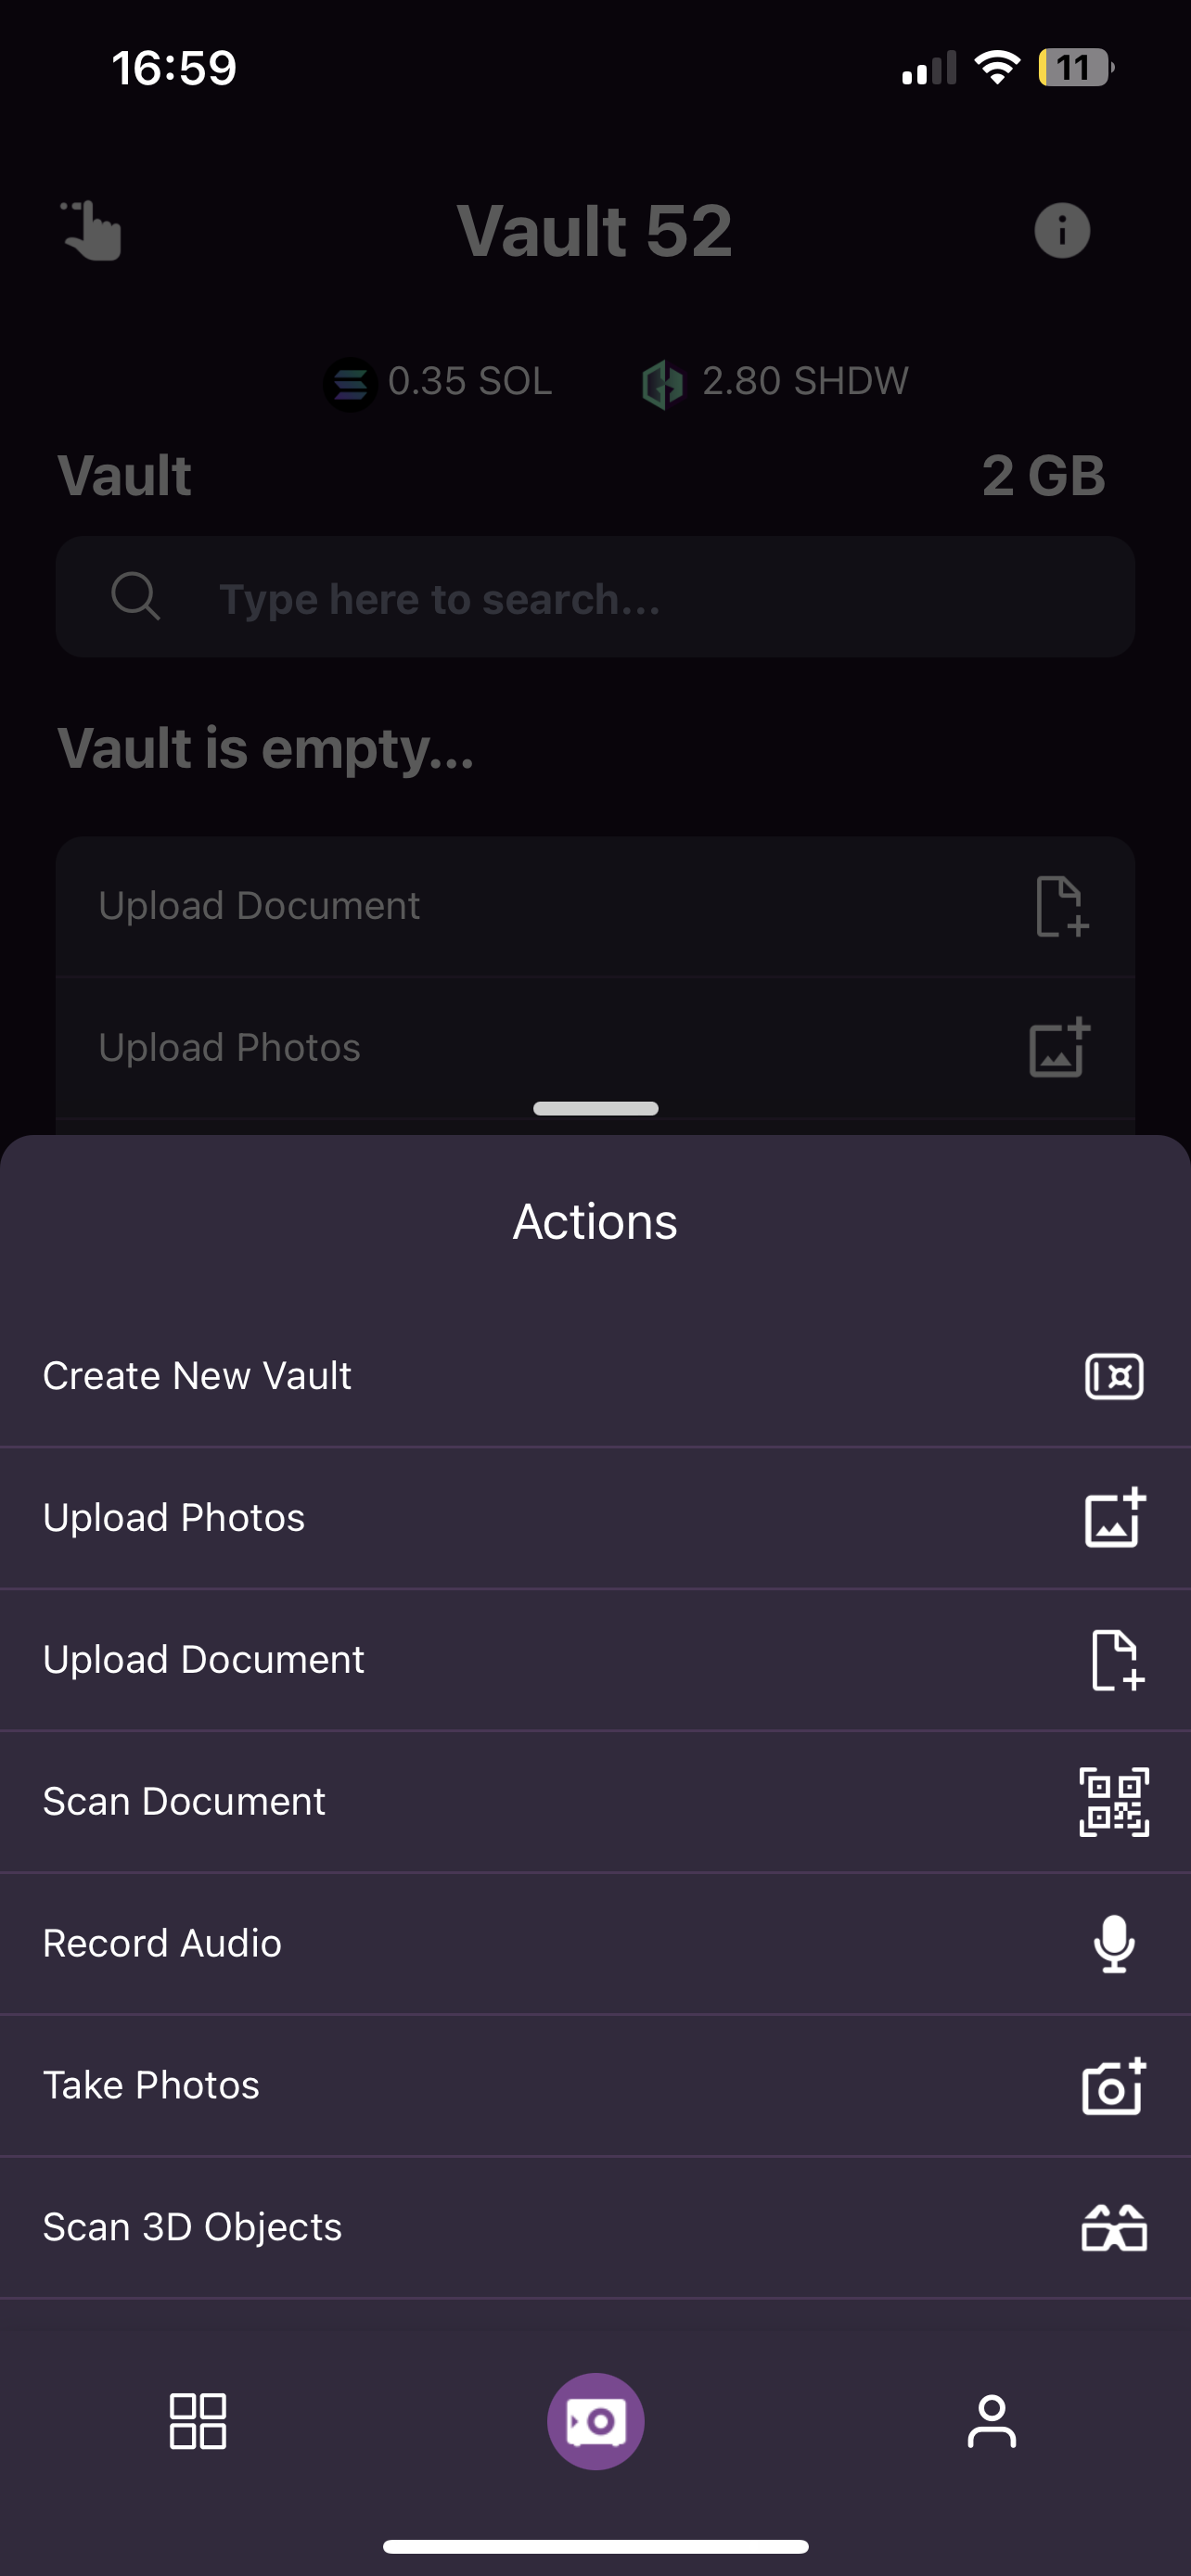 16:59
11
Vault 52
0.35 SOL 2.80 SHDW
Vault 2 GB
Type here to search...
Vault is empty...
Upload Document
Upload Photos
Actions
Create New Vault
Upload Photos
Upload Document
Scan Document
Record Audio
Take Photos
Scan 3D Objects